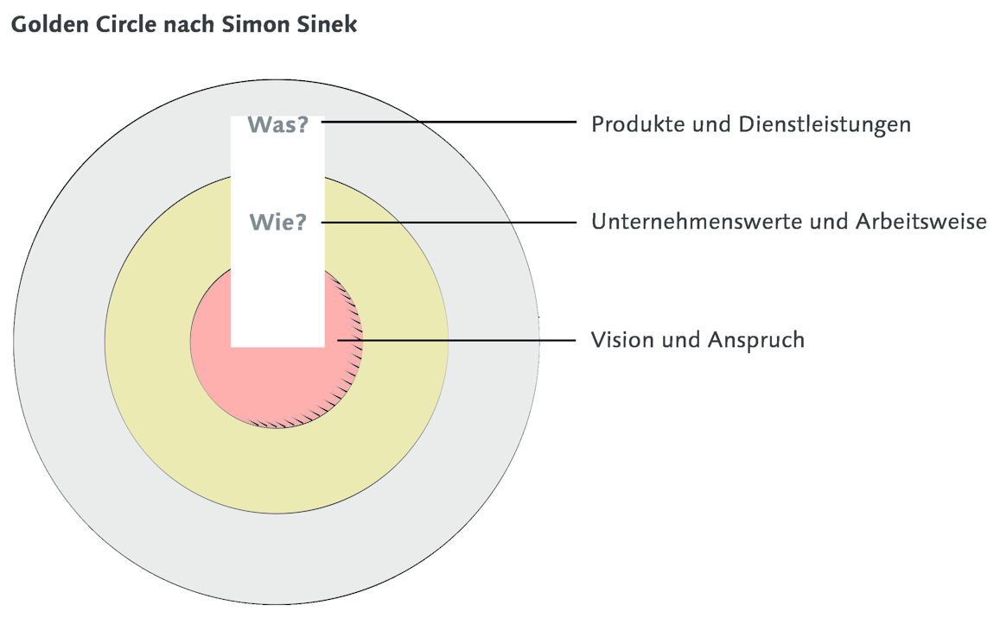 Golden Circle nach Simon Sinek
Was?
Produkte und Dienstleistungen
Wie?
Unternehmenswerte und Arbeitsweise
Vision und Anspruch